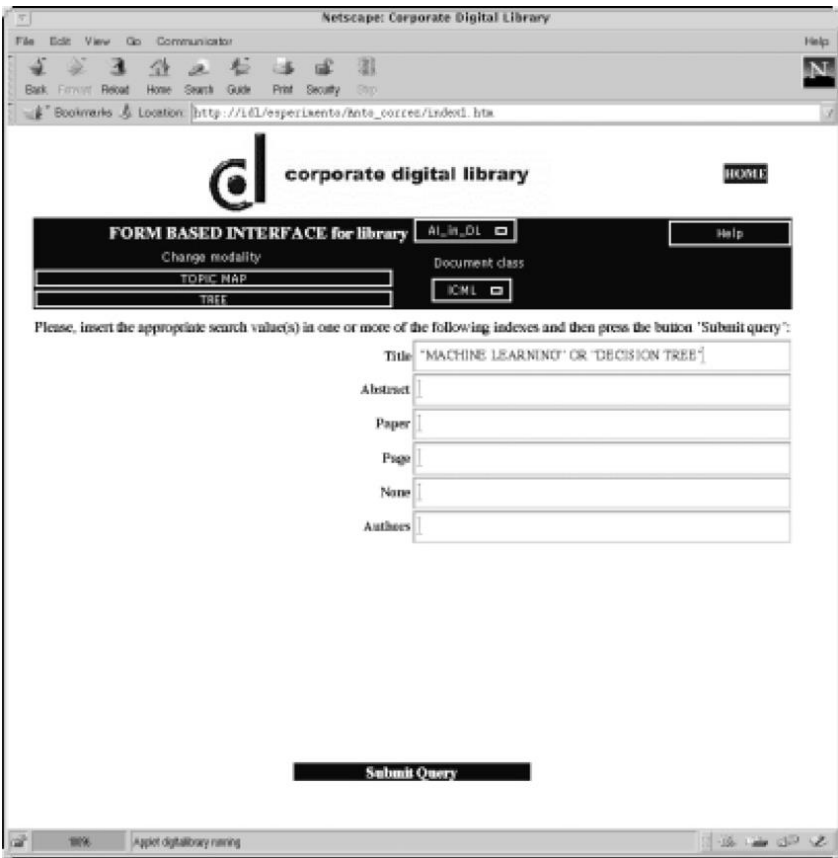 Netscape: Corporate Digital Library
File Edit View Go Communicator Help
Back Forward Reload Home Search Guide Print Security Stop
N
Bookmarks Location: http://idl/esperimento/Anto_corres/index1.htm
cdl corporate digital library HOME
FORM BASED INTERFACE for library AI_in_DL Help
Change modality Document class
TOPIC MAP
ICML
TREE
Please, insert the appropriate search value(s) in one or more of the following indexes and then press the button "Submit query":
Title "MACHINE LEARNING" OR "DECISION TREE"
Abstract
Paper
Page
None
Authors
Submit Query
100% Applet digitallibrary running